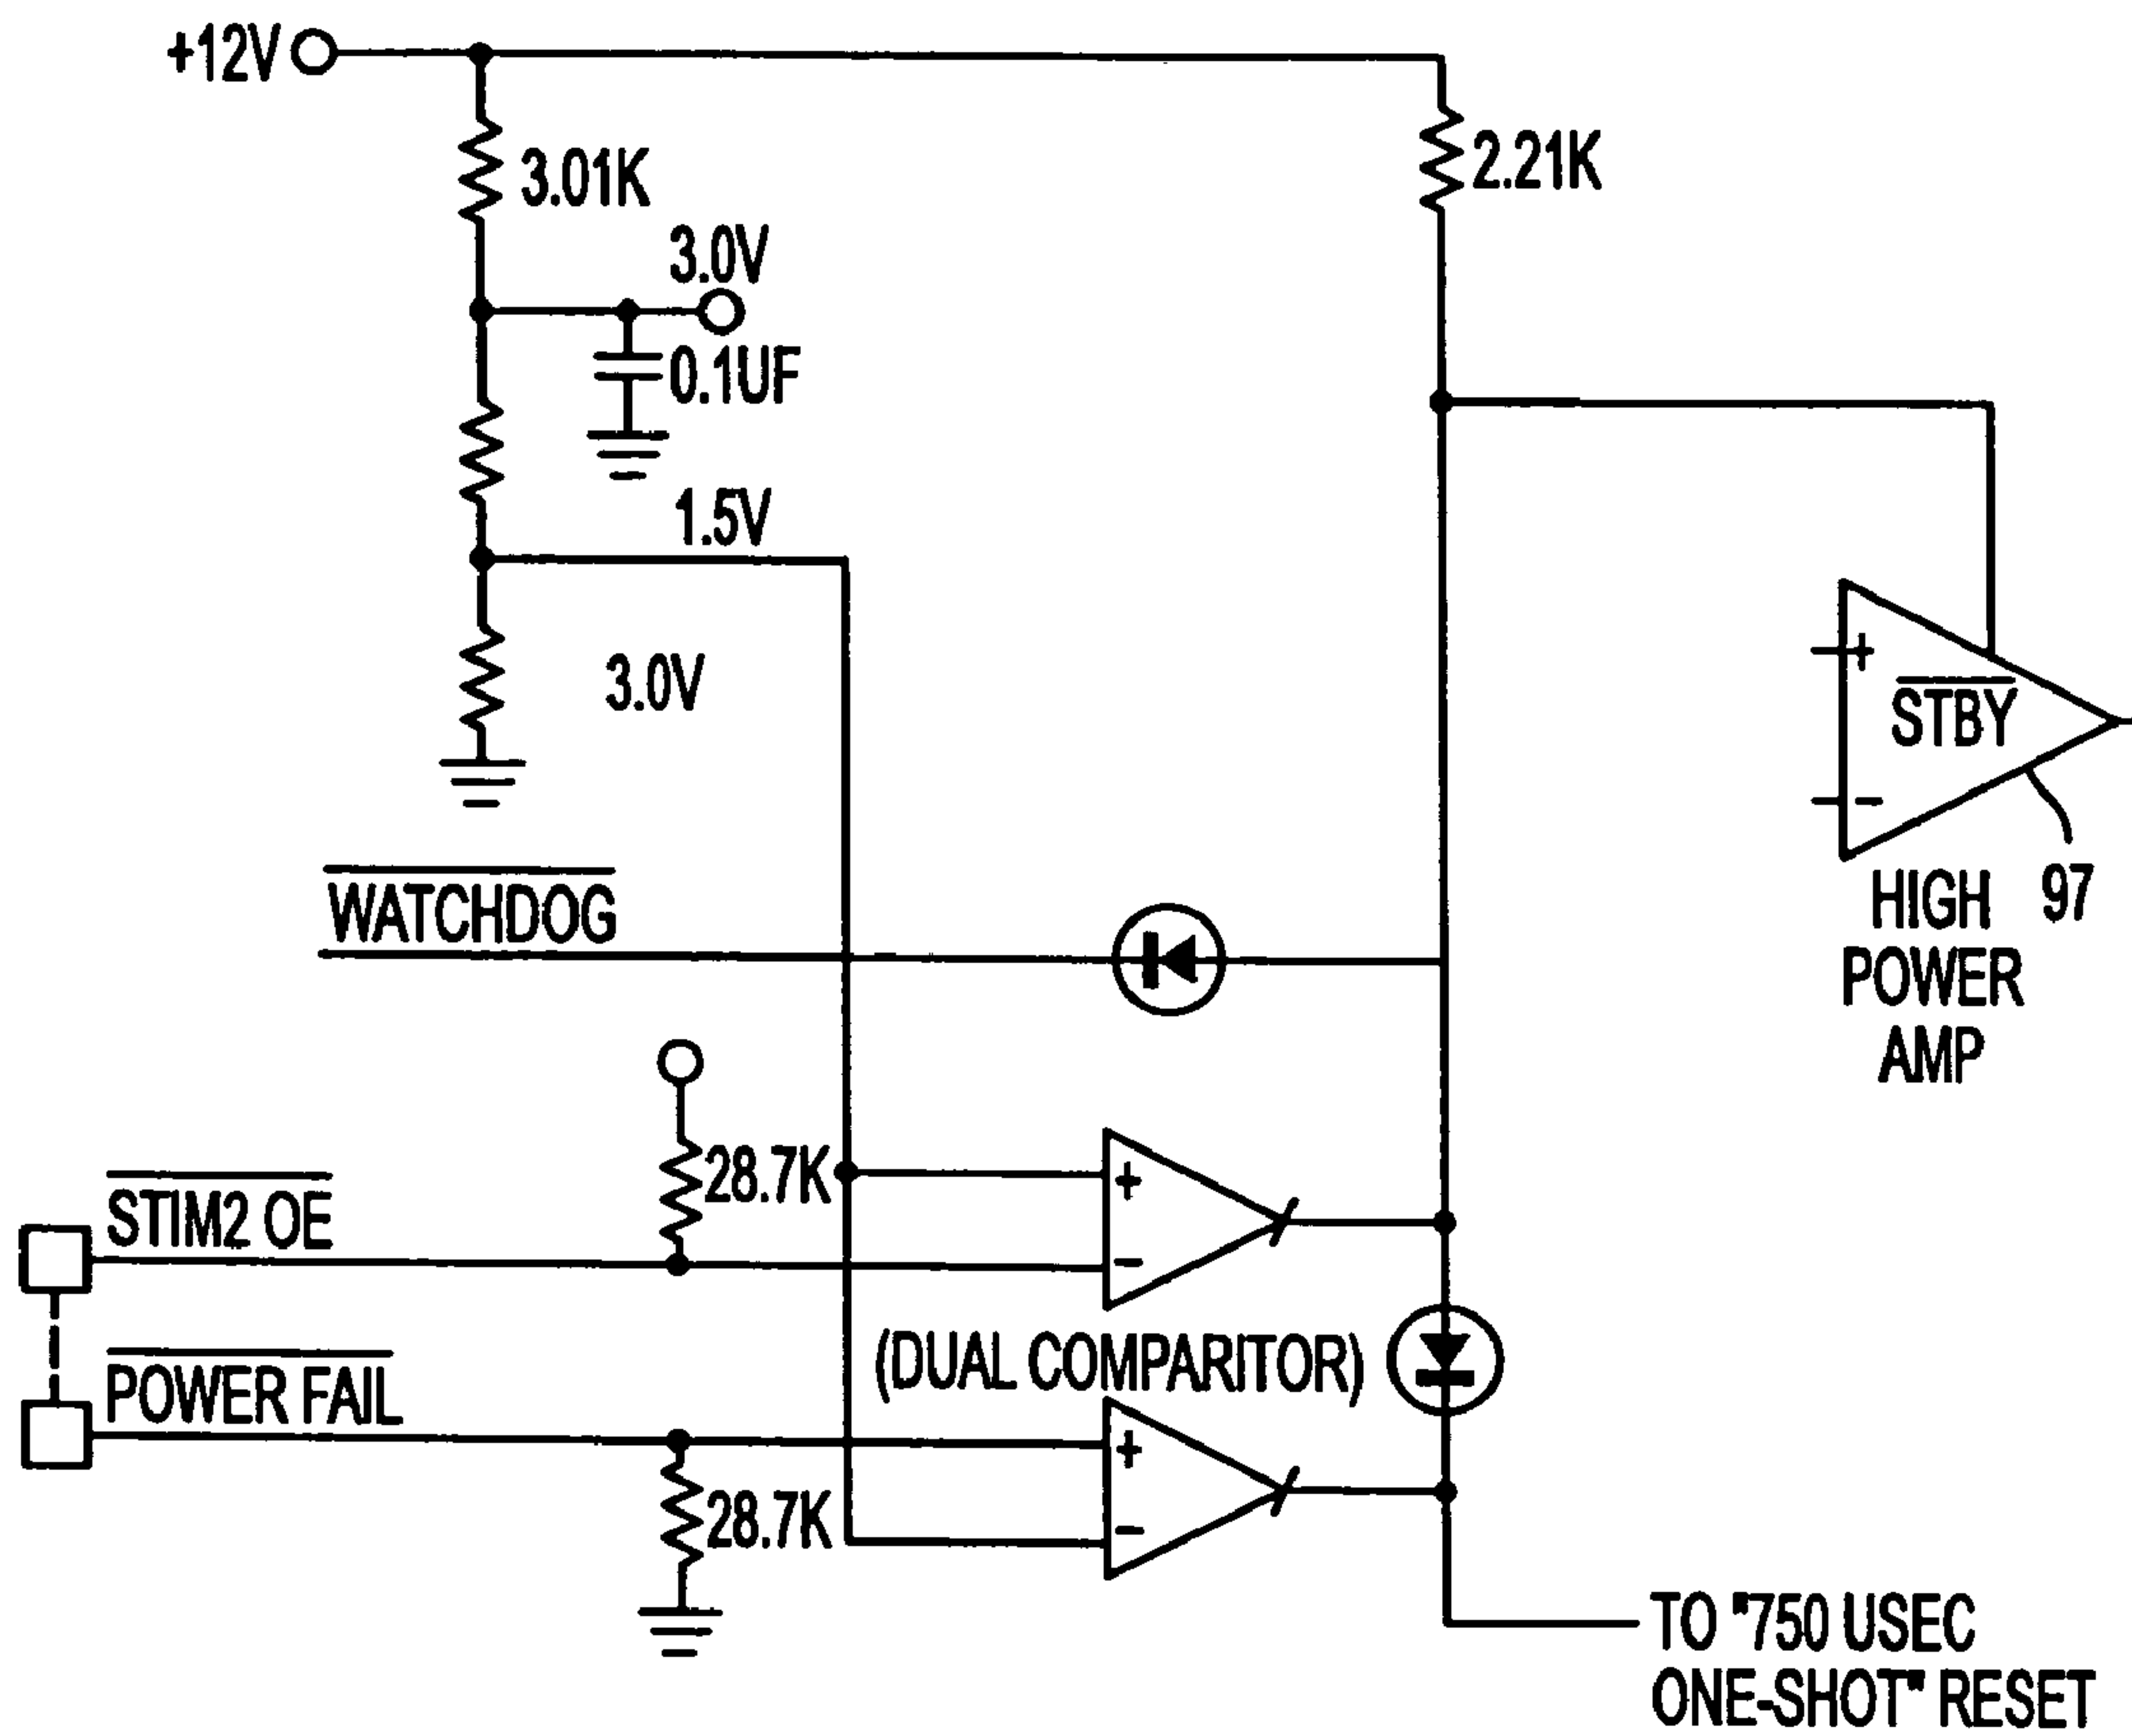 +12V
3.01K
2.21K
3.0V
0.1UF
1.5V
3.0V
+
STBY
-
97
HIGH
POWER
AMP
WATCHDOG
28.7K
+
STIM2 OE
-
(DUAL COMPARITOR)
POWER FAIL
+
28.7K
-
TO "750 USEC
ONE-SHOT" RESET